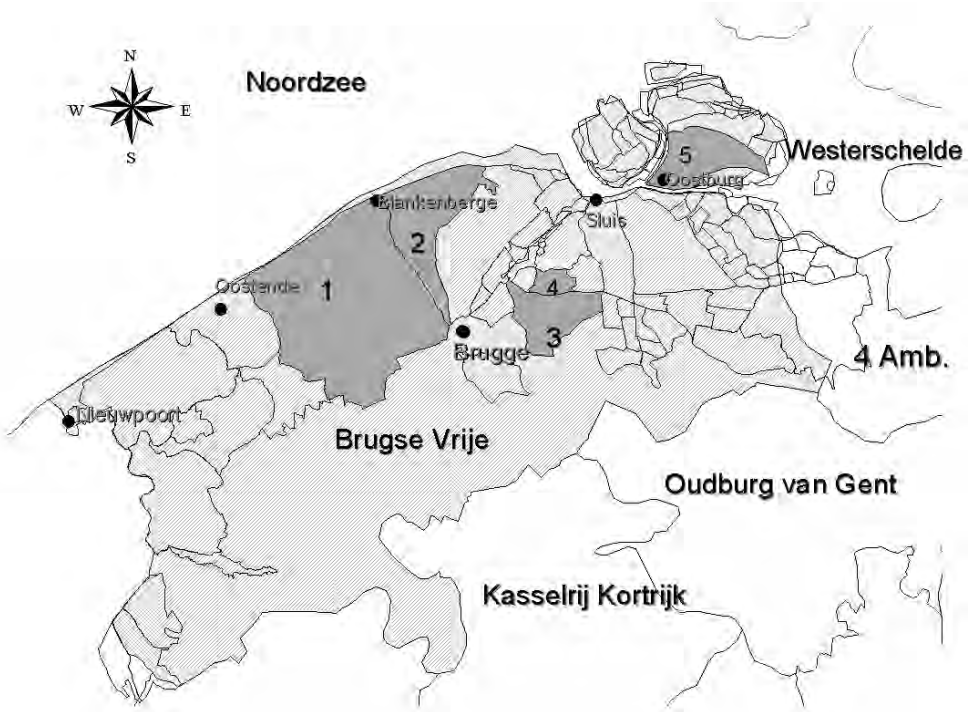 N
Noordzee
W E
S
5
Westerschelde
Oostburg
Blankenberge
Sluis
2
Oostende
1
4
3
Brugge
4 Amb.
Nieuwpoort
Brugse Vrije
Oudburg van Gent
Kasselrij Kortrijk